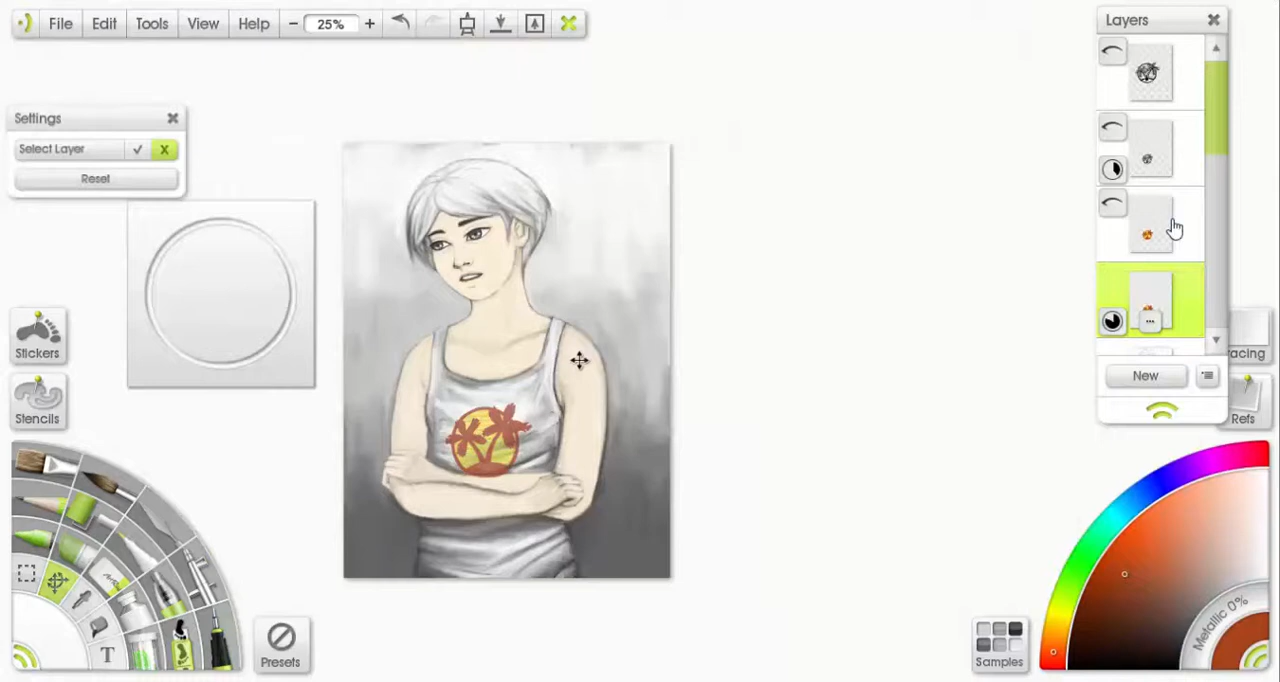 File Edit Tools View Help − 25% +
Layers
Settings
Select Layer
Reset
Stickers
Stencils
New
racing
Refs
T
Presets
Samples
Metallic 0%